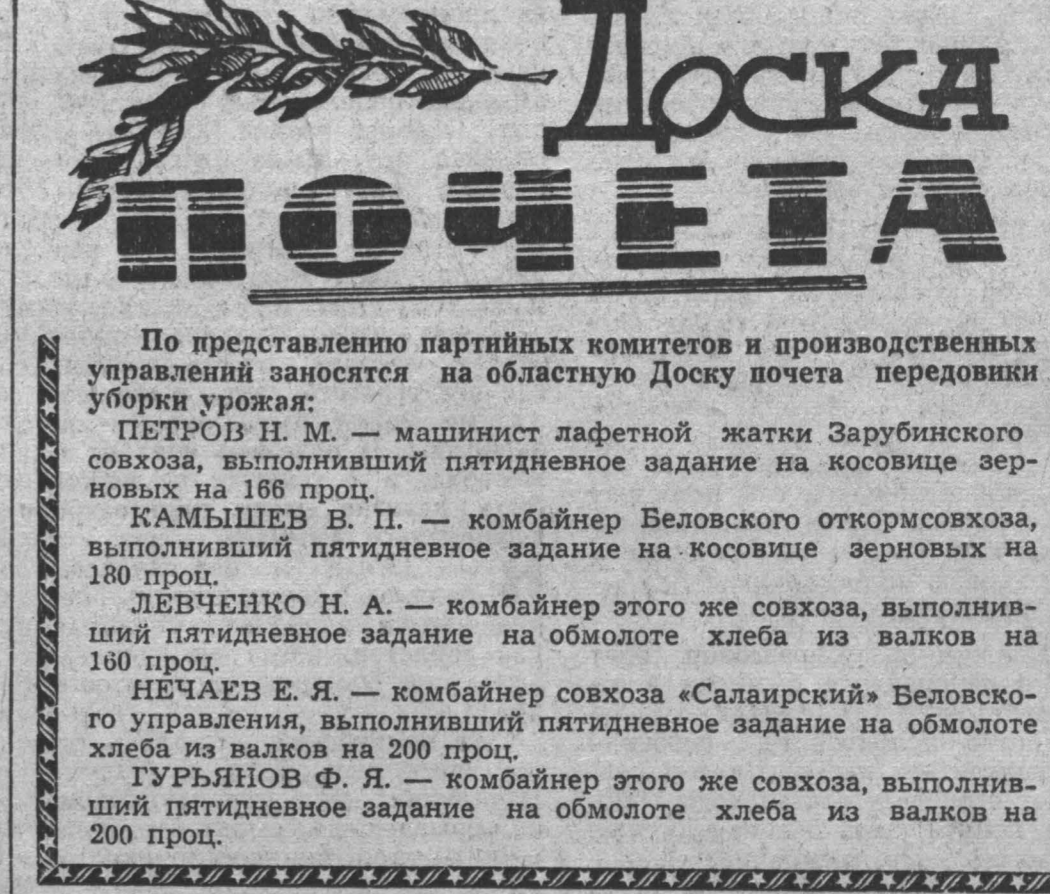 Доска
ПОЧЕТА
По представлению партийных комитетов и производственных
управлений заносятся на областную Доску почета передовики
уборки урожая:
ПЕТРОВ Н. М. — машинист лафетной жатки Зарубинского
совхоза, выполнивший пятидневное задание на косовице зер-
новых на 166 проц.
КАМЫШЕВ В. П. — комбайнер Беловского откормсовхоза,
выполнивший пятидневное задание на косовице зерновых на
180 проц.
ЛЕВЧЕНКО Н. А. — комбайнер этого же совхоза, выполнив-
ший пятидневное задание на обмолоте хлеба из валков на
160 проц.
НЕЧАЕВ Е. Я. — комбайнер совхоза «Салаирский» Беловско-
го управления, выполнивший пятидневное задание на обмолоте
хлеба из валков на 200 проц.
ГУРЬЯНОВ Ф. Я. — комбайнер этого же совхоза, выполнив-
ший пятидневное задание на обмолоте хлеба из валков на
200 проц.